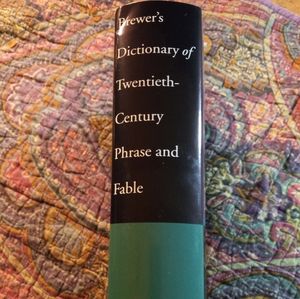 Brewer's
Dictionary of
Twentieth-
Century
Phrase and
Fable